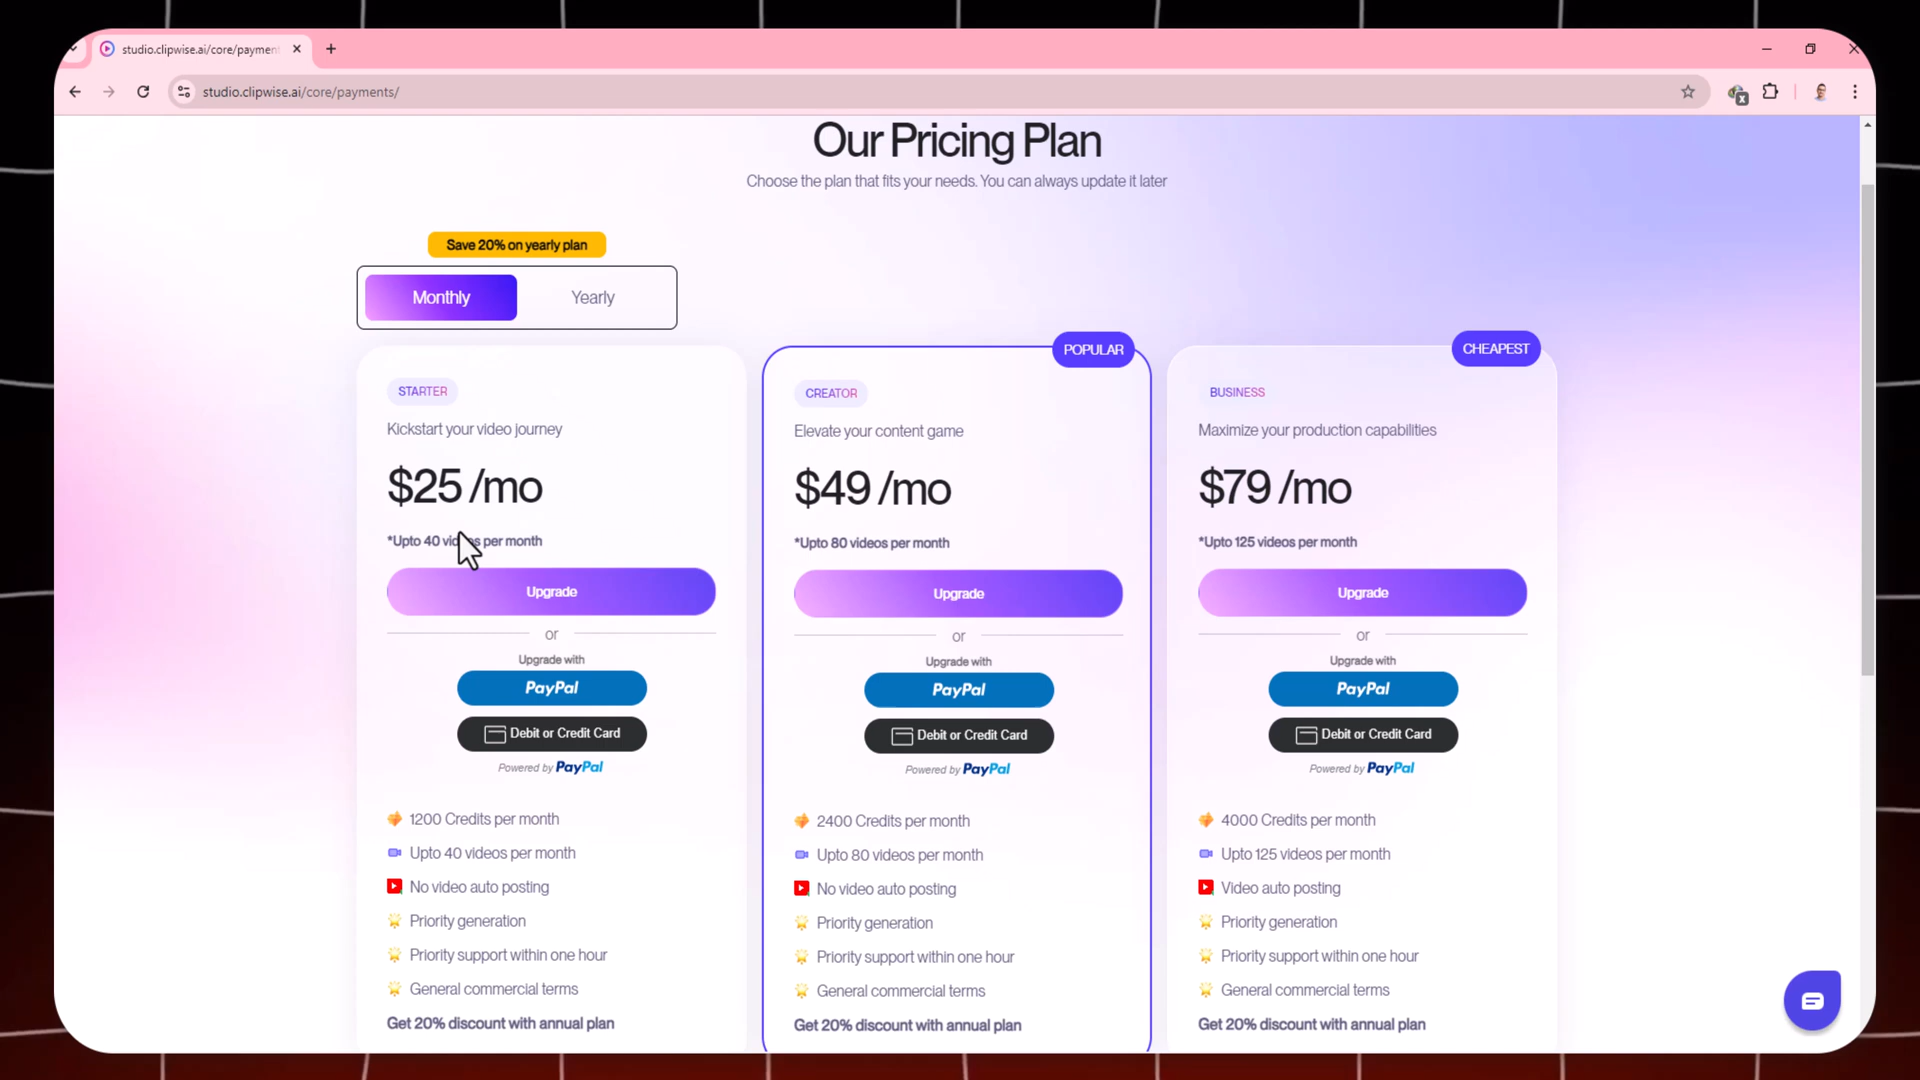 studio.clipwise.ai/core/paymen
studio.clipwise.ai/core/payments/
Our Pricing Plan
Choose the plan that fits your needs. You can always update it later
Save 20% on yearly plan
Monthly
Yearly
STARTER
Kickstart your video journey
$25 /mo
*Upto 40 videos per month
Upgrade
or
Upgrade with
PayPal
Debit or Credit Card
Powered by PayPal
1200 Credits per month
Upto 40 videos per month
No video auto posting
Priority generation
Priority support within one hour
General commercial terms
Get 20% discount with annual plan
POPULAR
CREATOR
Elevate your content game
$49 /mo
*Upto 80 videos per month
Upgrade
or
Upgrade with
PayPal
Debit or Credit Card
Powered by PayPal
2400 Credits per month
Upto 80 videos per month
No video auto posting
Priority generation
Priority support within one hour
General commercial terms
Get 20% discount with annual plan
CHEAPEST
BUSINESS
Maximize your production capabilities
$79 /mo
*Upto 125 videos per month
Upgrade
or
Upgrade with
PayPal
Debit or Credit Card
Powered by PayPal
4000 Credits per month
Upto 125 videos per month
Video auto posting
Priority generation
Priority support within one hour
General commercial terms
Get 20% discount with annual plan